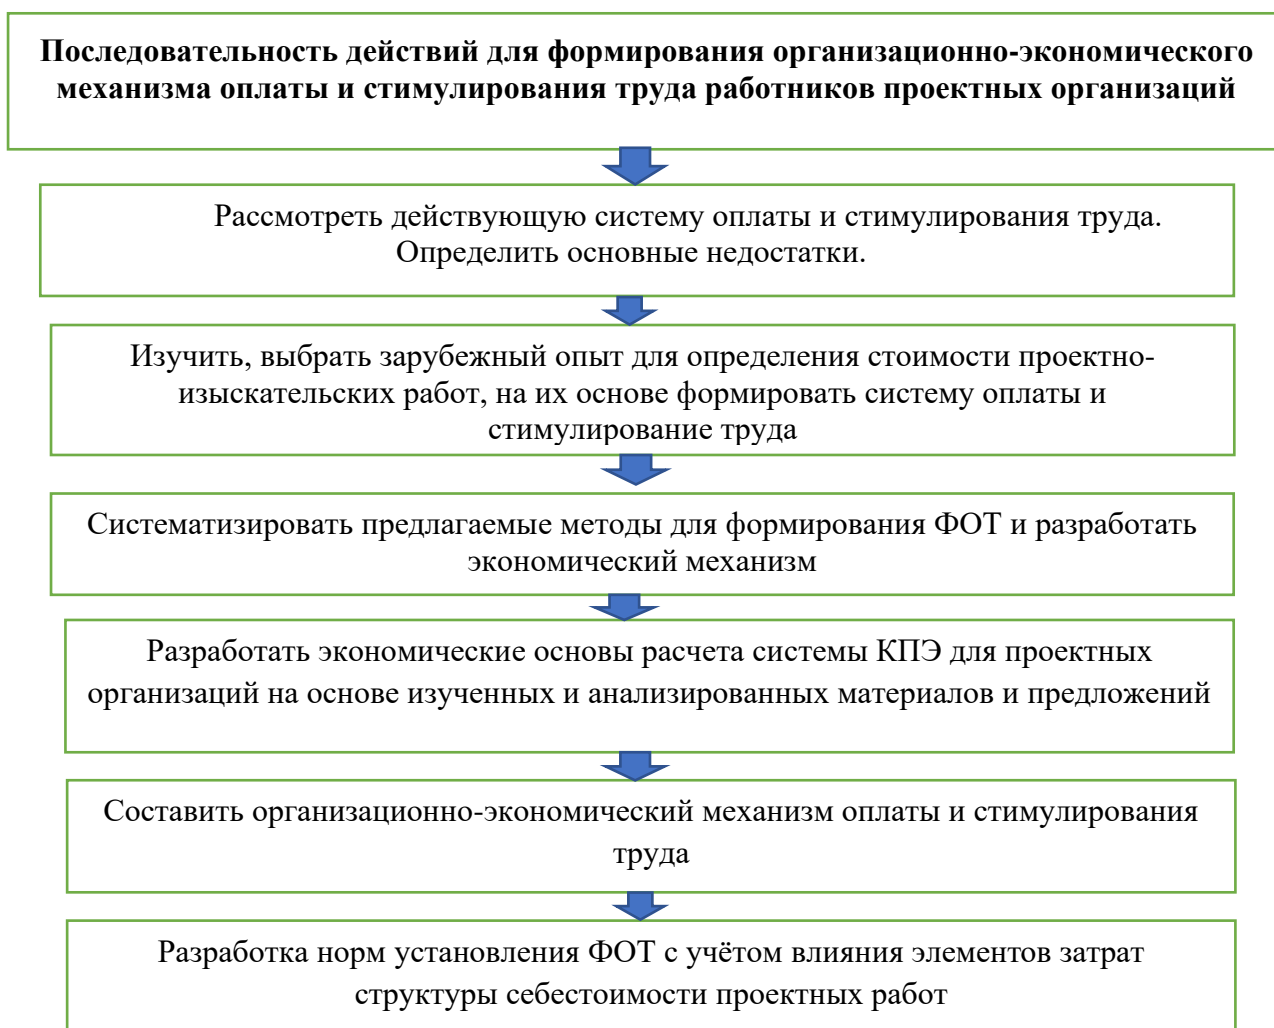 Последовательность действий для формирования организационно-экономического
механизма оплаты и стимулирования труда работников проектных организаций
Рассмотреть действующую систему оплаты и стимулирования труда.
Определить основные недостатки.
Изучить, выбрать зарубежный опыт для определения стоимости проектно-
изыскательских работ, на их основе формировать систему оплаты и
стимулирование труда
Систематизировать предлагаемые методы для формирования ФОТ и разработать
экономический механизм
Разработать экономические основы расчета системы КПЭ для проектных
организаций на основе изученных и анализированных материалов и предложений
Составить организационно-экономический механизм оплаты и стимулирования
труда
Разработка норм установления ФОТ с учётом влияния элементов затрат
структуры себестоимости проектных работ